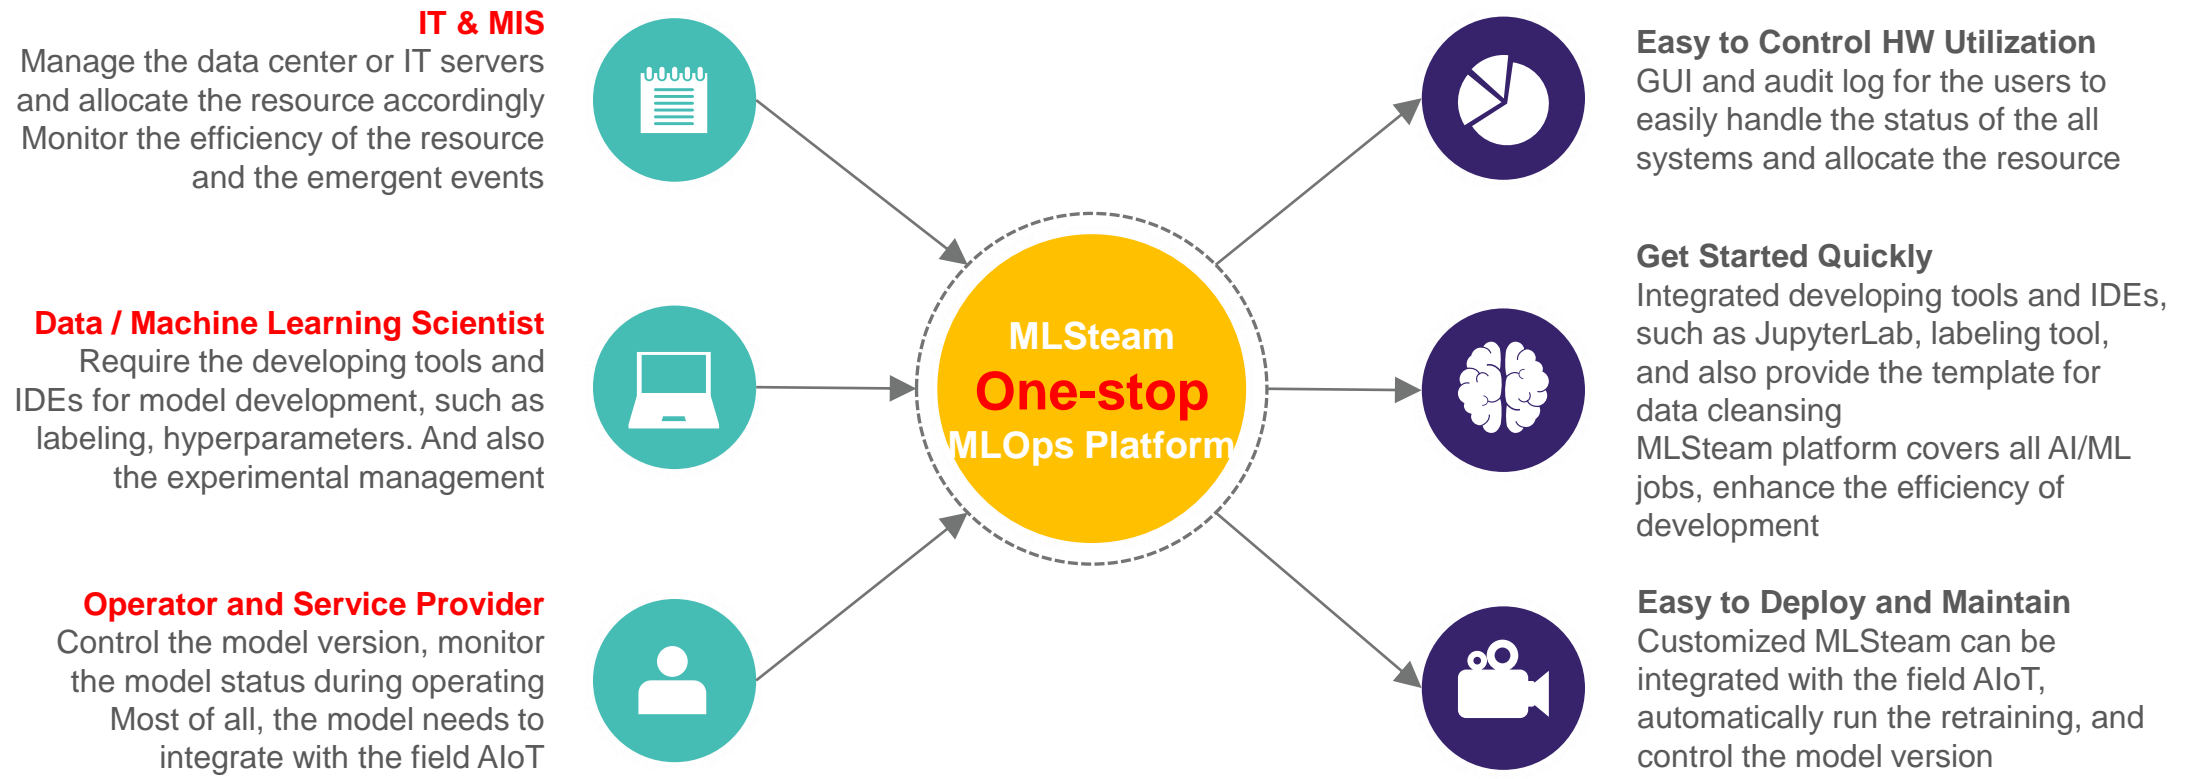 IT & MIS
Manage the data center or IT servers
and allocate the resource accordingly
Monitor the efficiency of the resource
and the emergent events
Data / Machine Learning Scientist
Require the developing tools and
IDEs for model development, such as
labeling, hyperparameters. And also
the experimental management
Operator and Service Provider
Control the model version, monitor
the model status during operating
Most of all, the model needs to
integrate with the field AIoT
MLSteam
One-stop
MLOps Platform
Easy to Control HW Utilization
GUI and audit log for the users to
easily handle the status of the all
systems and allocate the resource
Get Started Quickly
Integrated developing tools and IDEs,
such as JupyterLab, labeling tool,
and also provide the template for
data cleansing
MLSteam platform covers all AI/ML
jobs, enhance the efficiency of
development
Easy to Deploy and Maintain
Customized MLSteam can be
integrated with the field AIoT,
automatically run the retraining, and
control the model version